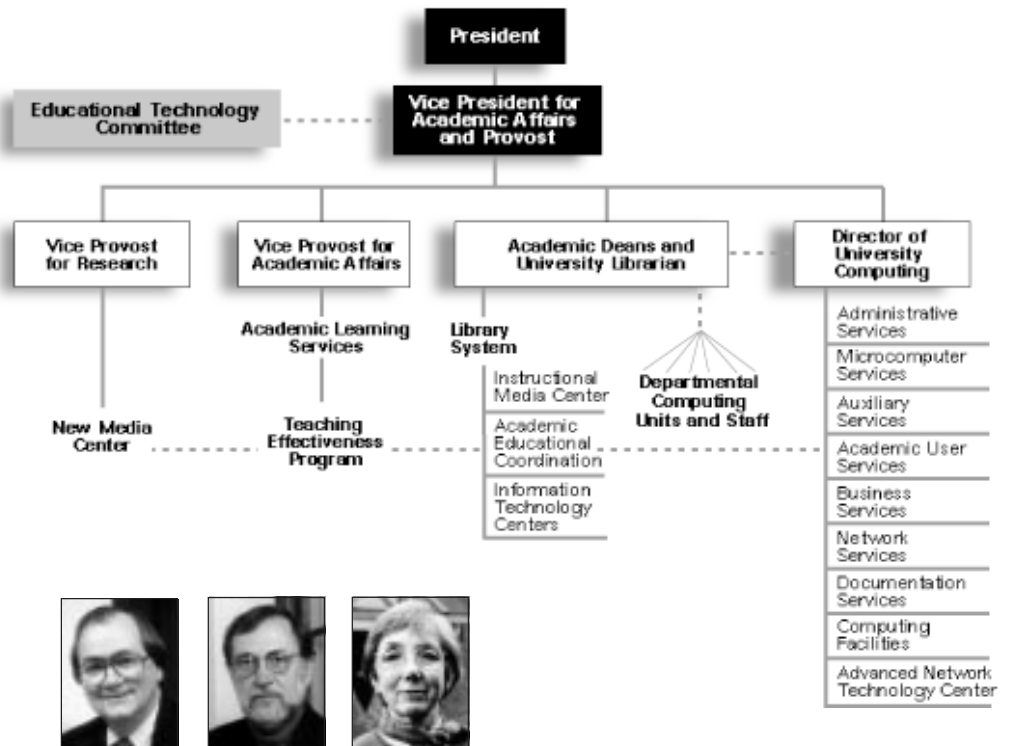 President
Educational Technology
Committee
Vice President for
Academic Affairs
and Provost
Vice Provost
for Research
Vice Provost for
Academic Affairs
Academic Deans and
University Librarian
Director of
University
Computing
New Media
Center
Academic Learning
Services
Teaching
Effectiveness
Program
Library
System
Instructional
Media Center
Academic
Educational
Coordination
Information
Technology
Centers
Departmental
Computing
Units and Staff
Administrative
Services
Microcomputer
Services
Auxiliary
Services
Academic User
Services
Business
Services
Network
Services
Documentation
Services
Computing
Facilities
Advanced Network
Technology Center